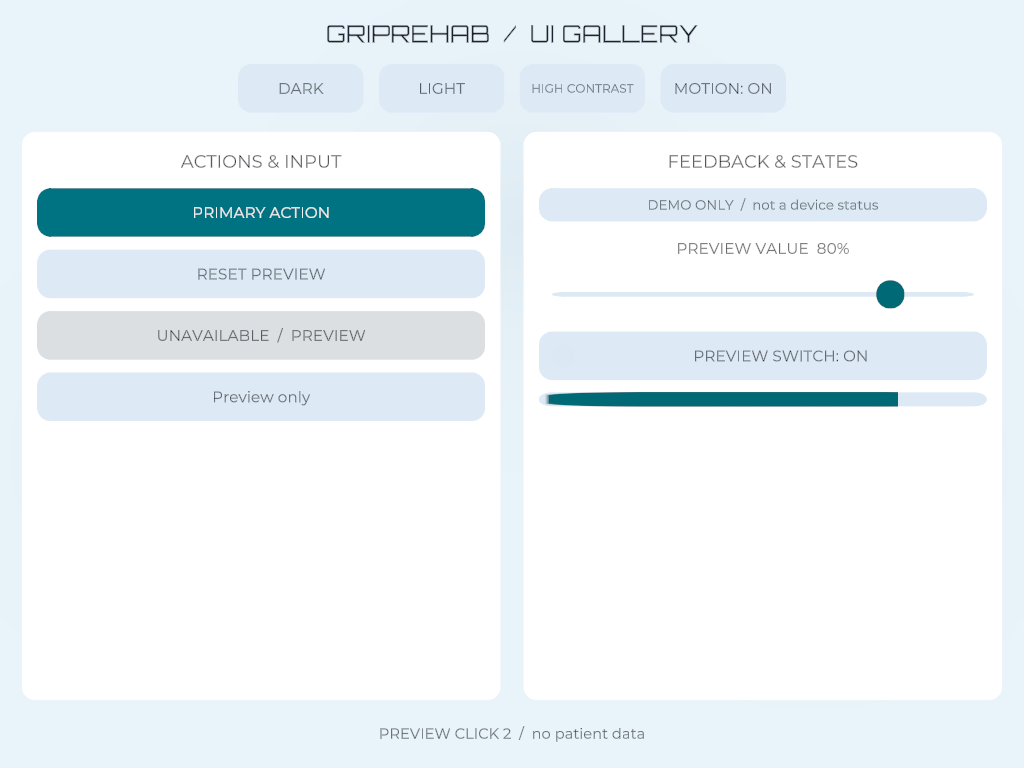 GRIPREHAB / UI GALLERY
DARK
LIGHT
HIGH CONTRAST
MOTION: ON
ACTIONS & INPUT
PRIMARY ACTION
RESET PREVIEW
UNAVAILABLE / PREVIEW
Preview only
FEEDBACK & STATES
DEMO ONLY / not a device status
PREVIEW VALUE 80%
PREVIEW SWITCH: ON
PREVIEW CLICK 2 / no patient data